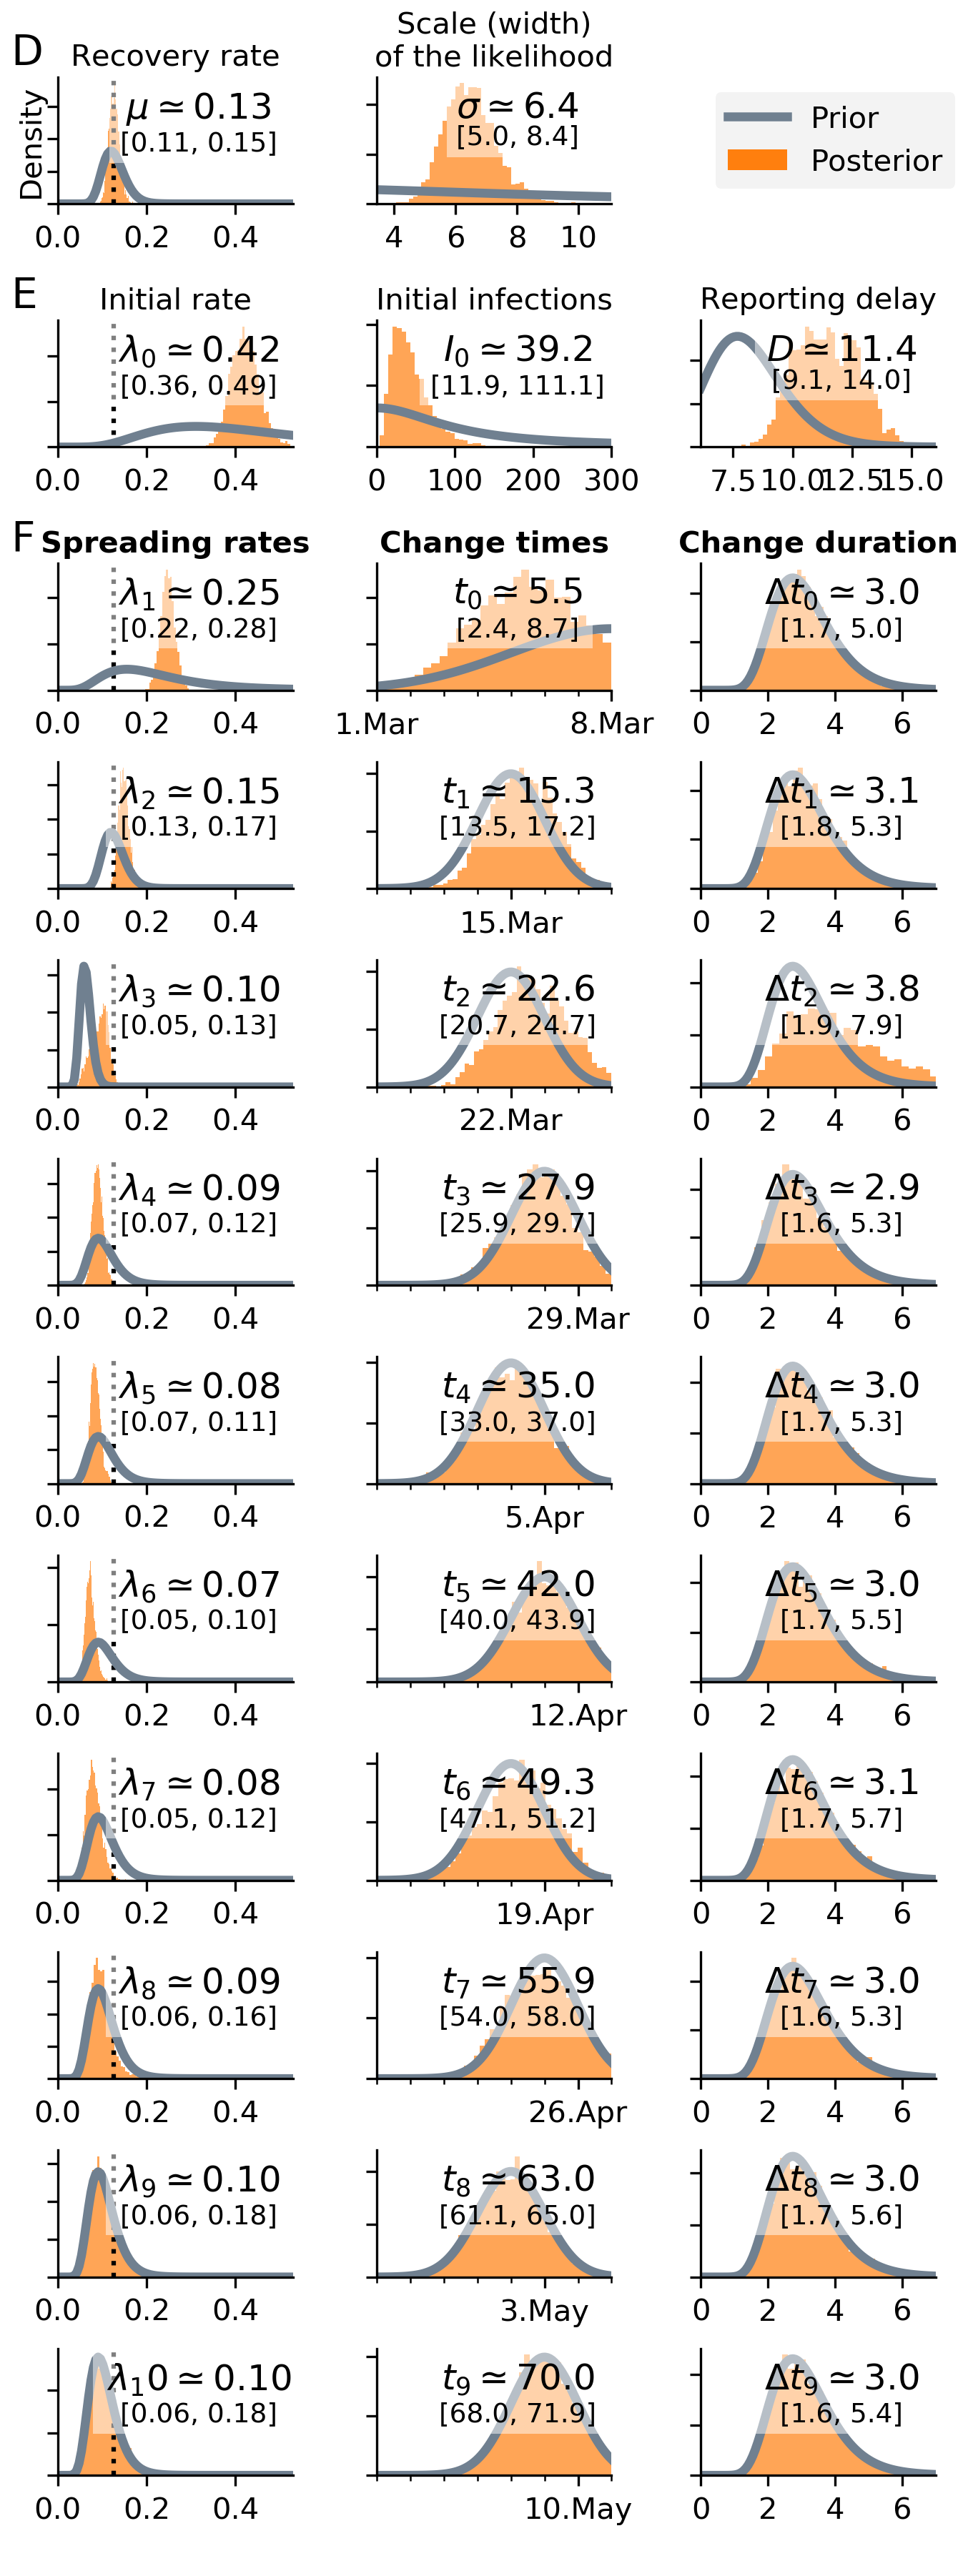 D
Recovery rate
Density
μ ≃ 0.13
[0.11, 0.15]
0.0 0.2 0.4
Scale (width)
of the likelihood
σ ≃ 6.4
[5.0, 8.4]
4 6 8 10
Prior
Posterior
E
Initial rate
λ₀ ≃ 0.42
[0.36, 0.49]
0.0 0.2 0.4
Initial infections
I₀ ≃ 39.2
[11.9, 111.1]
0 100 200 300
Reporting delay
D ≃ 11.4
[9.1, 14.0]
7.5 10.0 12.5 15.0
F
Spreading rates Change times Change duration
λ₁ ≃ 0.25 t₀ ≃ 5.5 Δt₀ ≃ 3.0
[0.22, 0.28] [2.4, 8.7] [1.7, 5.0]
0.0 0.2 0.4 1.Mar 8.Mar 0 2 4 6
λ₂ ≃ 0.15 t₁ ≃ 15.3 Δt₁ ≃ 3.1
[0.13, 0.17] [13.5, 17.2] [1.8, 5.3]
0.0 0.2 0.4 15.Mar 0 2 4 6
λ₃ ≃ 0.10 t₂ ≃ 22.6 Δt₂ ≃ 3.8
[0.05, 0.13] [20.7, 24.7] [1.9, 7.9]
0.0 0.2 0.4 22.Mar 0 2 4 6
λ₄ ≃ 0.09 t₃ ≃ 27.9 Δt₃ ≃ 2.9
[0.07, 0.12] [25.9, 29.7] [1.6, 5.3]
0.0 0.2 0.4 29.Mar 0 2 4 6
λ₅ ≃ 0.08 t₄ ≃ 35.0 Δt₄ ≃ 3.0
[0.07, 0.11] [33.0, 37.0] [1.7, 5.3]
0.0 0.2 0.4 5.Apr 0 2 4 6
λ₆ ≃ 0.07 t₅ ≃ 42.0 Δt₅ ≃ 3.0
[0.05, 0.10] [40.0, 43.9] [1.7, 5.5]
0.0 0.2 0.4 12.Apr 0 2 4 6
λ₇ ≃ 0.08 t₆ ≃ 49.3 Δt₆ ≃ 3.1
[0.05, 0.12] [47.1, 51.2] [1.7, 5.7]
0.0 0.2 0.4 19.Apr 0 2 4 6
λ₈ ≃ 0.09 t₇ ≃ 55.9 Δt₇ ≃ 3.0
[0.06, 0.16] [54.0, 58.0] [1.6, 5.3]
0.0 0.2 0.4 26.Apr 0 2 4 6
λ₉ ≃ 0.10 t₈ ≃ 63.0 Δt₈ ≃ 3.0
[0.06, 0.18] [61.1, 65.0] [1.7, 5.6]
0.0 0.2 0.4 3.May 0 2 4 6
λ₁0 ≃ 0.10 t₉ ≃ 70.0 Δt₉ ≃ 3.0
[0.06, 0.18] [68.0, 71.9] [1.6, 5.4]
0.0 0.2 0.4 10.May 0 2 4 6